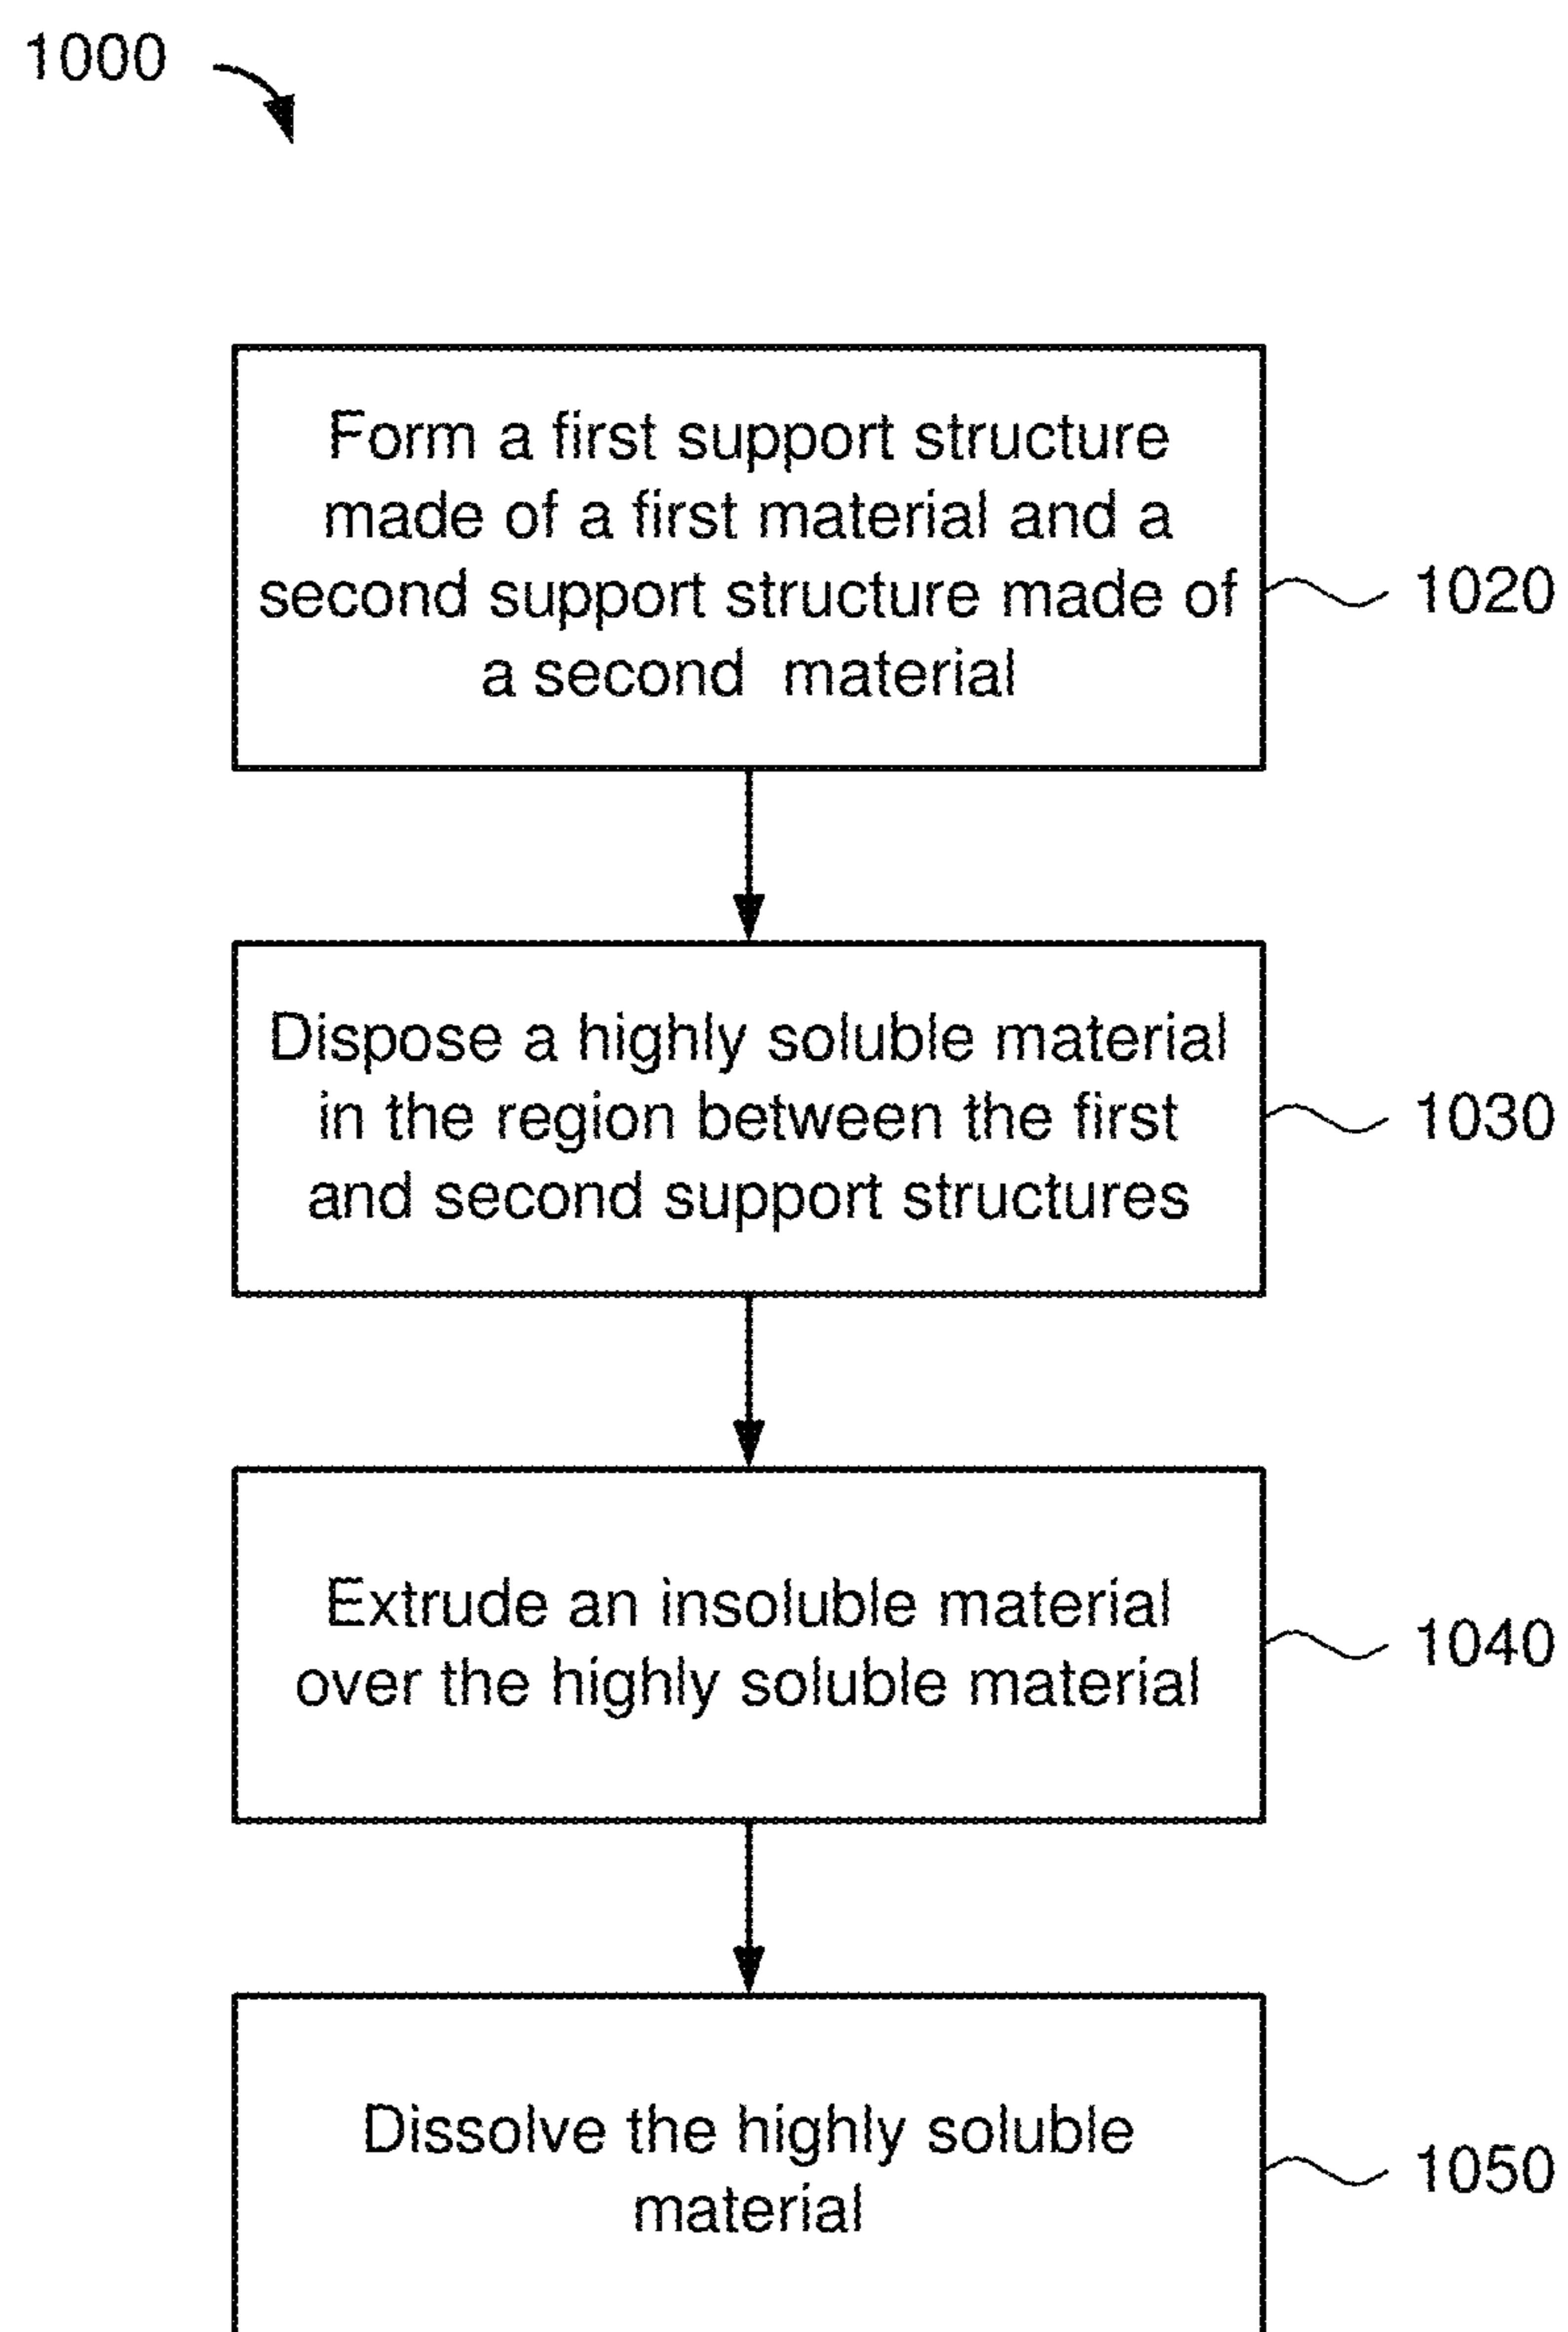 1000
Form a first support structure
made of a first material and a
second support structure made of
a second material
1020
Dispose a highly soluble material
in the region between the first
and second support structures
1030
Extrude an insoluble material
over the highly soluble material
1040
Dissolve the highly soluble
material
1050